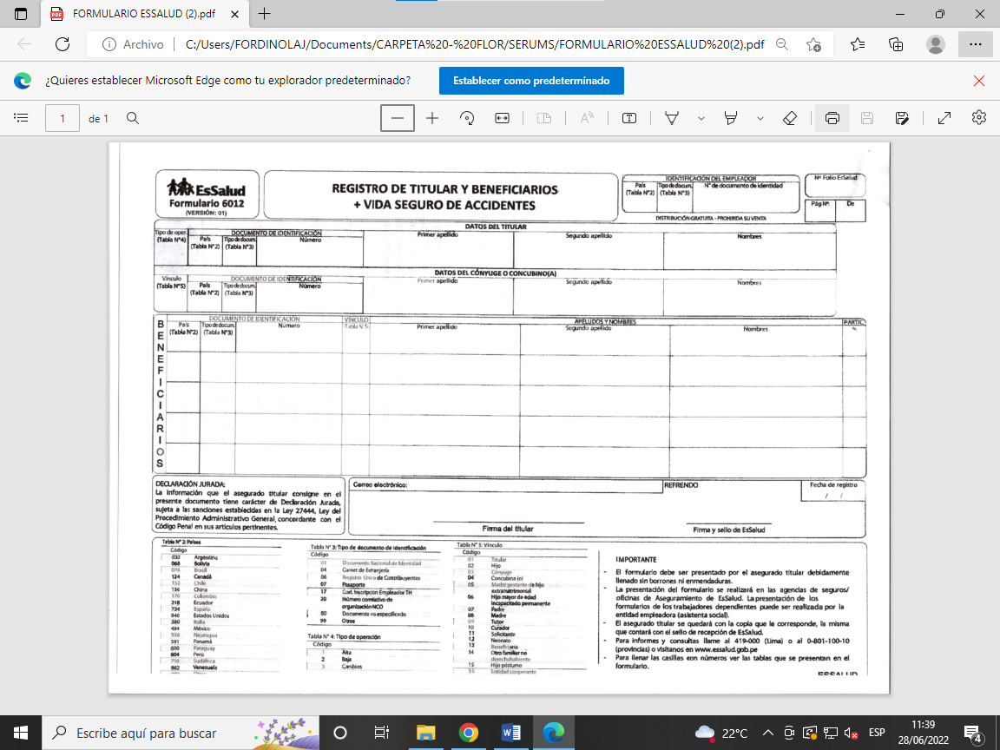 FORMULARIO ESSALUD (2).pdf
Archivo
C:/Users/FORDINOLAJ/Documents/CARPETA%20-%20FLOR/SERUMS/FORMULARIO%20ESSALUD%20(2).pdf
¿Quieres establecer Microsoft Edge como tu explorador predeterminado?
Establecer como predeterminado
1 de 1
EsSalud
Formulario 6012
(VERSIÓN: 01)
REGISTRO DE TITULAR Y BENEFICIARIOS
+ VIDA SEGURO DE ACCIDENTES
IDENTIFICACIÓN DEL EMPLEADOR
País (Tabla Nº2)
Tipo de docum. (Tabla Nº3)
Nº de documento de identidad
DISTRIBUCIÓN GRATUITA - PROHIBIDA SU VENTA
Nº Folio EsSalud
Pág Nº.
De
DATOS DEL TITULAR
Tipo de oper. (Tabla Nº4)
DOCUMENTO DE IDENTIFICACIÓN
País (Tabla Nº2)
Tipo de docum. (Tabla Nº3)
Número
Primer apellido
Segundo apellido
Nombres
DATOS DEL CÓNYUGE O CONCUBINO(A)
Vínculo (Tabla Nº5)
DOCUMENTO DE IDENTIFICACIÓN
País (Tabla Nº2)
Tipo de docum. (Tabla Nº3)
Número
Primer apellido
Segundo apellido
Nombres
BENEFICIARIOS
DOCUMENTO DE IDENTIFICACIÓN
País (Tabla Nº2)
Tipo de docum. (Tabla Nº3)
Número
VÍNCULO
Tabla Nº5
APELLIDOS Y NOMBRES
Primer apellido
Segundo apellido
Nombres
PARTIC.
%
DECLARACIÓN JURADA:
La información que el asegurado titular consigne en el
presente documento tiene carácter de Declaración Jurada,
sujeta a las sanciones establecidas en la Ley 27444, Ley del
Procedimiento Administrativo General, concordante con el
Código Penal en sus artículos pertinentes.
Correo electrónico:
Firma del titular
REFRENDO
Firma y sello de EsSalud
Fecha de registro
/ /
Tabla Nº 2: Países
Código
032 Argentina
068 Bolivia
076 Brasil
124 Canadá
152 Chile
156 China
170 Colombia
218 Ecuador
724 España
840 Estados Unidos
380 Italia
484 México
558 Nicaragua
591 Panamá
600 Paraguay
604 Perú
710 Sudáfrica
862 Venezuela
Tabla Nº 3: Tipo de documento de identificación
Código
01 Documento Nacional de Identidad
04 Carnet de Extranjería
06 Registro Único de Contribuyentes
07 Pasaporte
17 Cod. Inscripción Empleador TH
20 Número correlativo de
organización NCO
80 Documento no especificado
99 Otros
Tabla Nº 4: Tipo de operación
Código
1 Alta
2 Baja
3 Cambios
Tabla Nº 5: Vínculo
Código
01 Titular
02 Hijo
03 Cónyuge
04 Concubina (o)
05 Madre gestante de hijo
extramatrimonial
06 Hijo mayor de edad
incapacitado permanente
07 Padre
08 Madre
09 Tutor
10 Curador
11 Solicitante
12 Neonato
13 Beneficiario
14 Otro familiar nó
derechohabiente
15 Hijo póstumo
Entidad cooperante
IMPORTANTE
- El formulario debe ser presentado por el asegurado titular debidamente
llenado sin borrones ni enmendaduras.
- La presentación del formulario se realizará en las agencias de seguros/
oficinas de Aseguramiento de EsSalud. La presentación de los
formularios de los trabajadores dependientes puede ser realizada por la
entidad empleadora (asistenta social).
- El asegurado titular se quedará con la copia que le corresponde, la misma
que contará con el sello de recepción de EsSalud.
- Para informes y consultas llame al 419-000 (Lima) o al 0-801-100-10
(provincias) o visítanos en www.essalud.gob.pe
- Para llenar las casillas con números ver las tablas que se presentan en el
formulario.
ESSALUD
Escribe aquí para buscar
22°C
ESP
11:39
28/06/2022
4